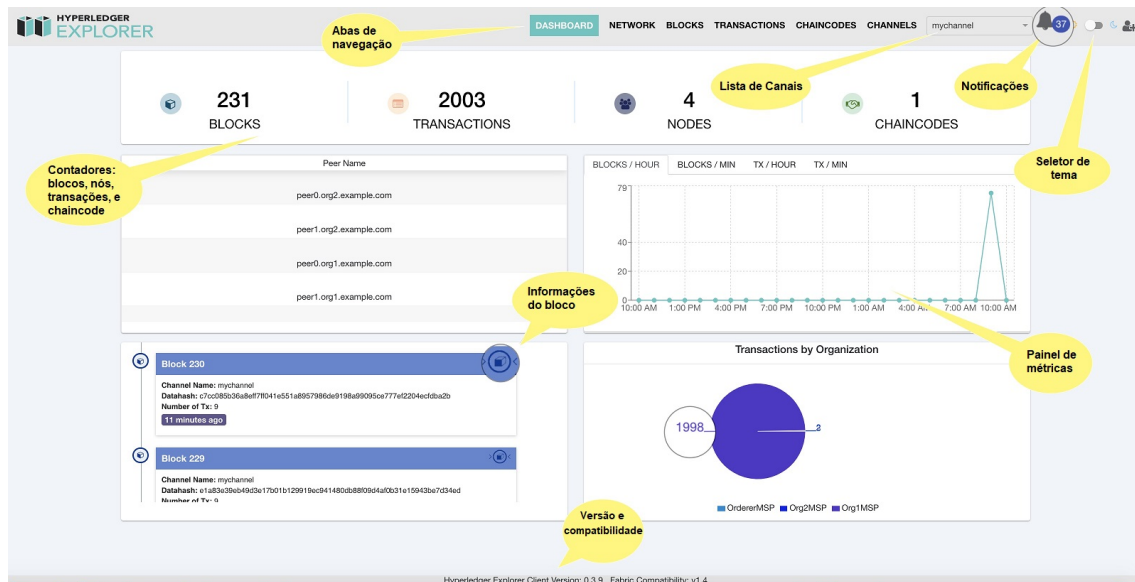 HYPERLEDGER
EXPLORER
Abas de
navegação
DASHBOARD NETWORK BLOCKS TRANSACTIONS CHAINCODES CHANNELS mychannel 37
Lista de Canais
Notificações
Seletor de
tema
231
BLOCKS
2003
TRANSACTIONS
4
NODES
1
CHAINCODES
Contadores:
blocos, nós,
transações, e
chaincode
Peer Name
peer0.org2.example.com
peer1.org2.example.com
peer0.org1.example.com
peer1.org1.example.com
BLOCKS / HOUR BLOCKS / MIN TX / HOUR TX / MIN
79
40
20
0
10:00 AM 1:00 PM 4:00 PM 7:00 PM 10:00 PM 1:00 AM 4:00 AM 7:00 AM 10:00 AM
Informações
do bloco
Painel de
métricas
Block 230
Channel Name: mychannel
Datahash: c7cc085b36a8eff7ff041e551a8957986de9198a99095ce777ef2204ecfdba2b
Number of Tx: 9
11 minutes ago
Block 229
Channel Name: mychannel
Datahash: e1a83e39eb49d3e17b01b129919ec941480db88f09d4af0b31e15943be7d34ed
Number of Tx: 9
Transactions by Organization
1998
2
OrdererMSP Org2MSP Org1MSP
Versão e
compatibilidade
Hyperledger Explorer Client Version: 0.3.9 Fabric Compatibility: v1.4